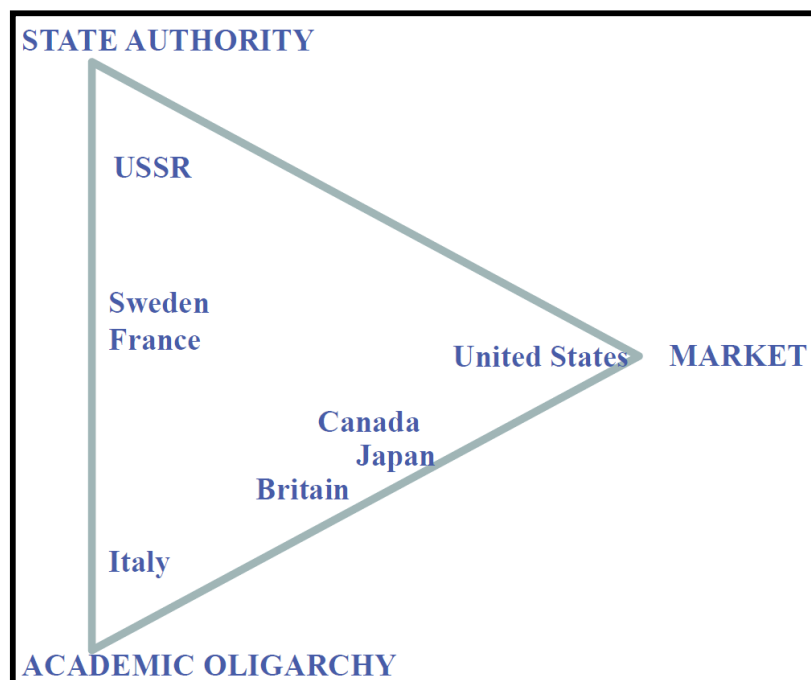 STATE AUTHORITY
USSR
Sweden
France
United States
MARKET
Canada
Japan
Britain
Italy
ACADEMIC OLIGARCHY